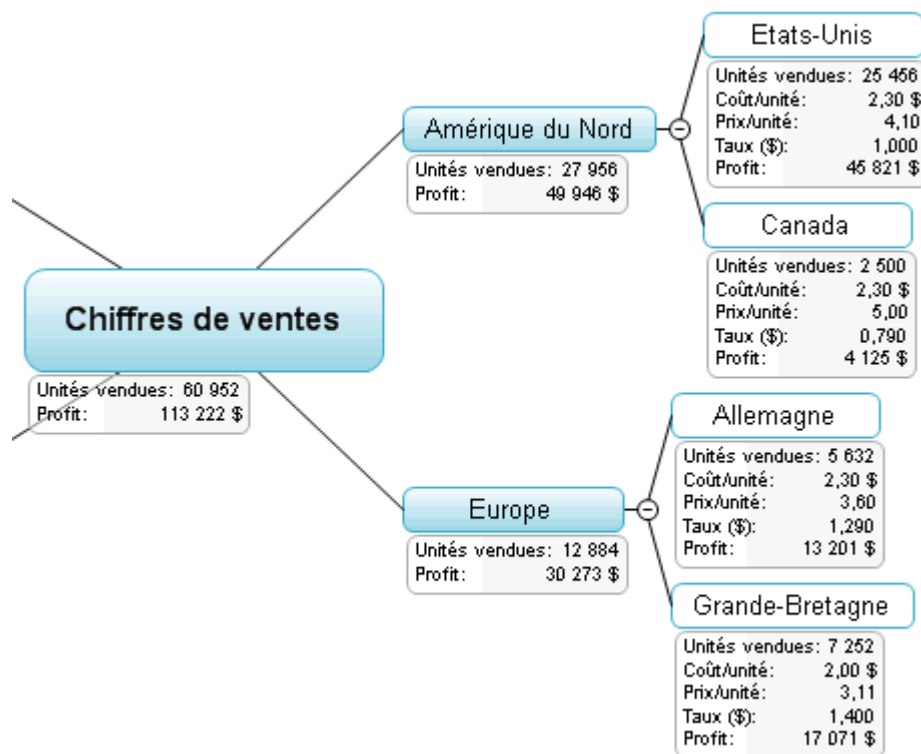 Chiffres de ventes
Unités vendues: 60 952
Profit: 113 222 $
Amérique du Nord
Unités vendues: 27 956
Profit: 49 946 $
Etats-Unis
Unités vendues: 25 456
Coût/unité: 2,30 $
Prix/unité: 4,10
Taux ($): 1,000
Profit: 45 821 $
Canada
Unités vendues: 2 500
Coût/unité: 2,30 $
Prix/unité: 5,00
Taux ($): 0,790
Profit: 4 125 $
Europe
Unités vendues: 12 884
Profit: 30 273 $
Allemagne
Unités vendues: 5 632
Coût/unité: 2,30 $
Prix/unité: 3,60
Taux ($): 1,290
Profit: 13 201 $
Grande-Bretagne
Unités vendues: 7 252
Coût/unité: 2,00 $
Prix/unité: 3,11
Taux ($): 1,400
Profit: 17 071 $